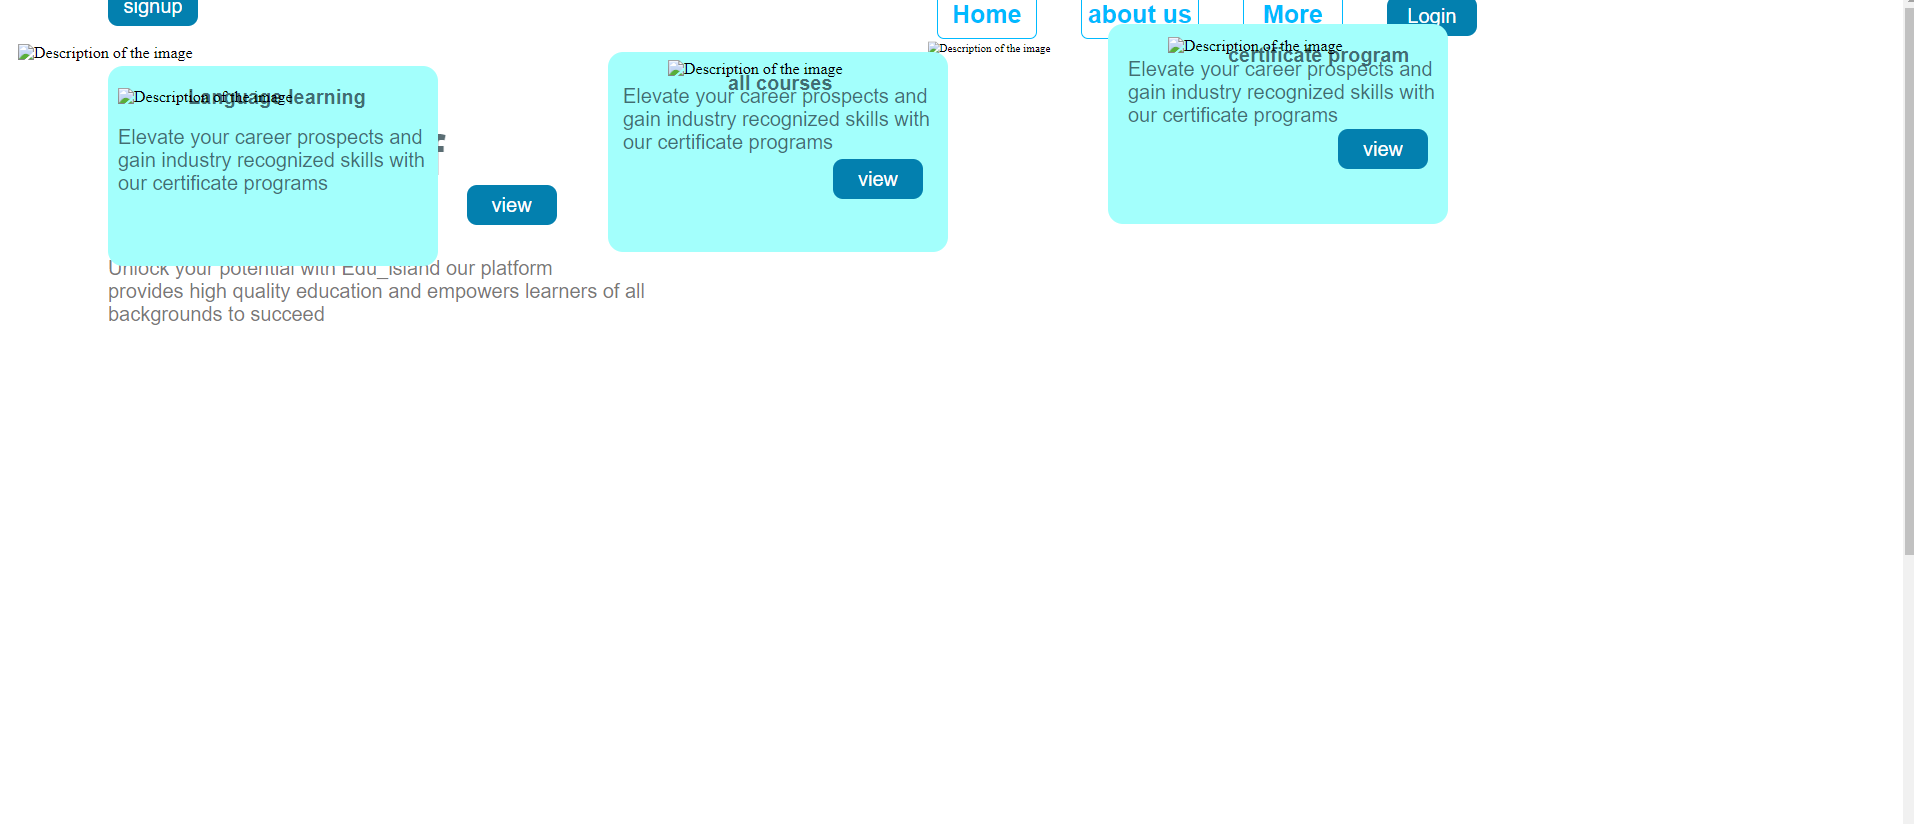 signup
Home
about us
More
Login
Description of the image
Description of the image
Description of the image
Language learning
Elevate your career prospects and
gain industry recognized skills with
our certificate programs
view
Description of the image
all courses
Elevate your career prospects and
gain industry recognized skills with
our certificate programs
view
Description of the image
certificate program
Elevate your career prospects and
gain industry recognized skills with
our certificate programs
view
Unlock your potential with Edu_island our platform
provides high quality education and empowers learners of all
backgrounds to succeed